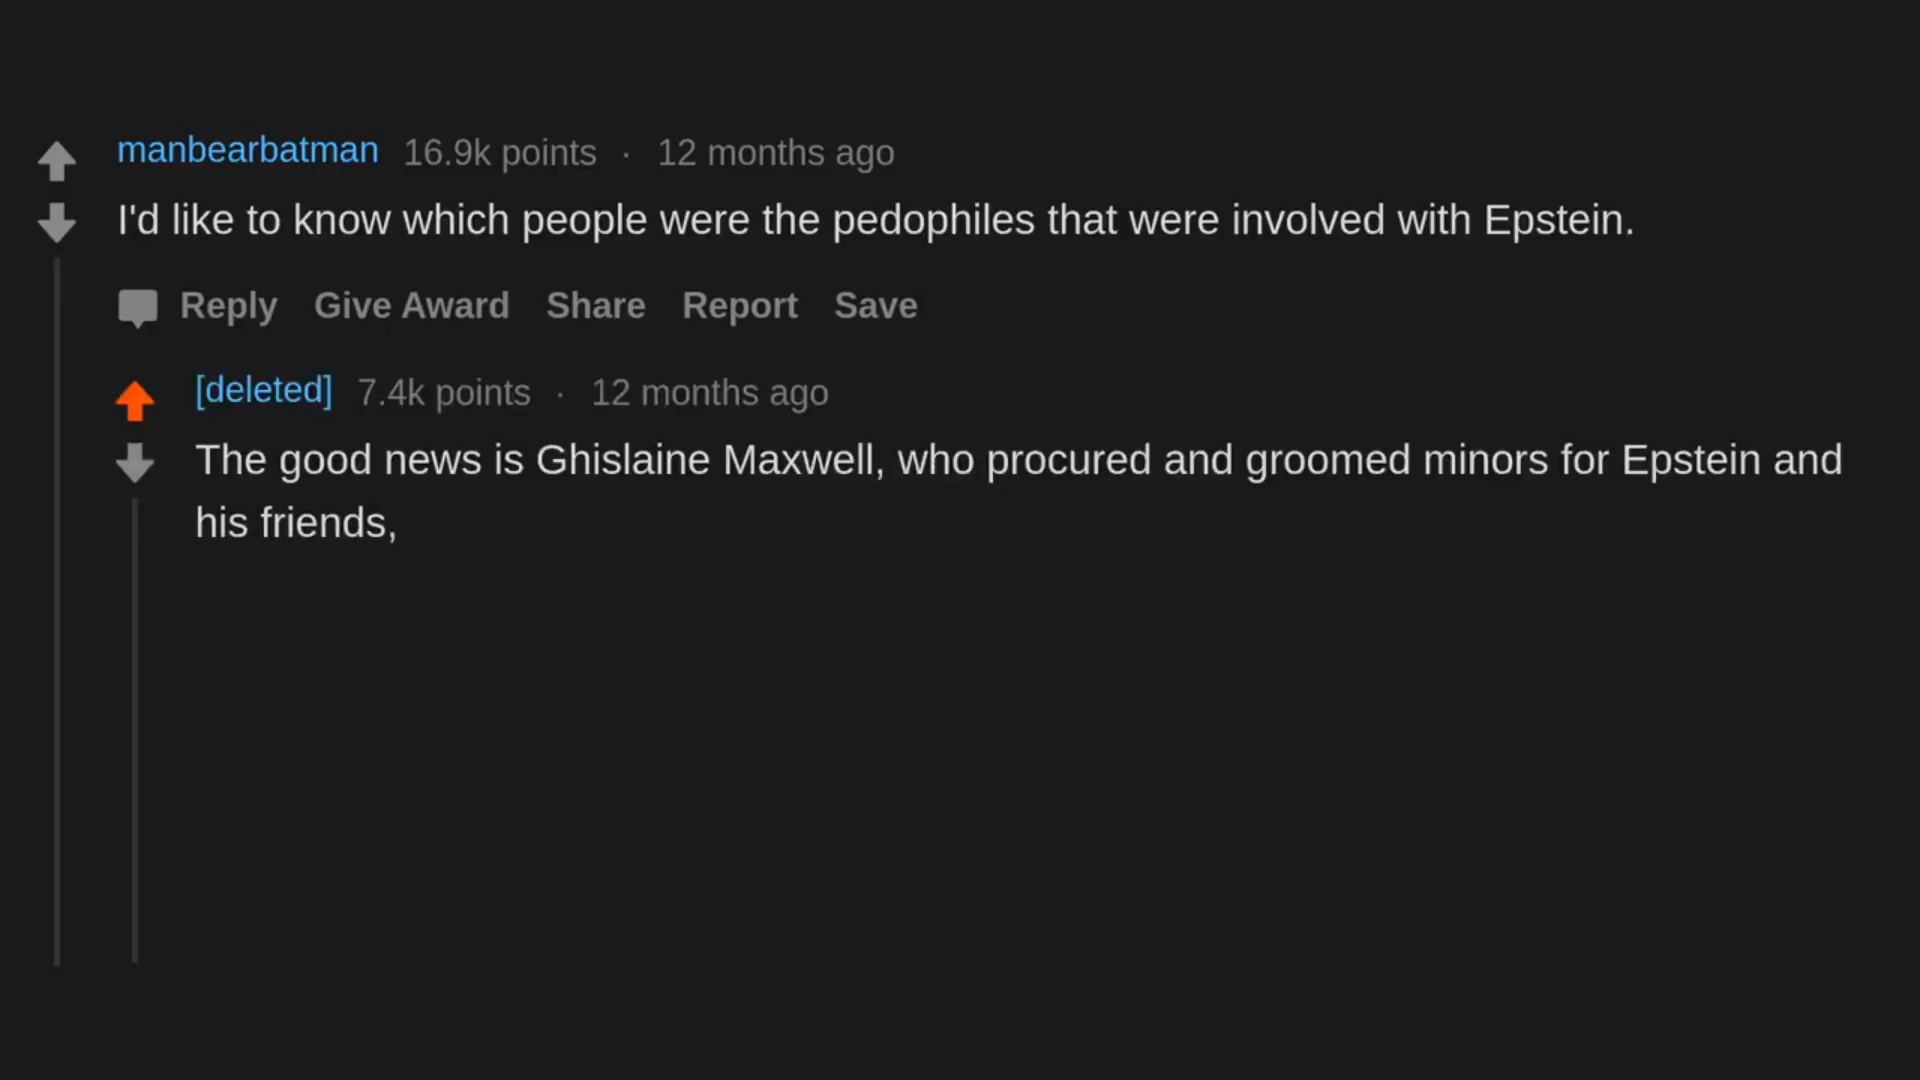 manbearbatman 16.9k points · 12 months ago
I'd like to know which people were the pedophiles that were involved with Epstein.
Reply Give Award Share Report Save
[deleted] 7.4k points · 12 months ago
The good news is Ghislaine Maxwell, who procured and groomed minors for Epstein and
his friends,